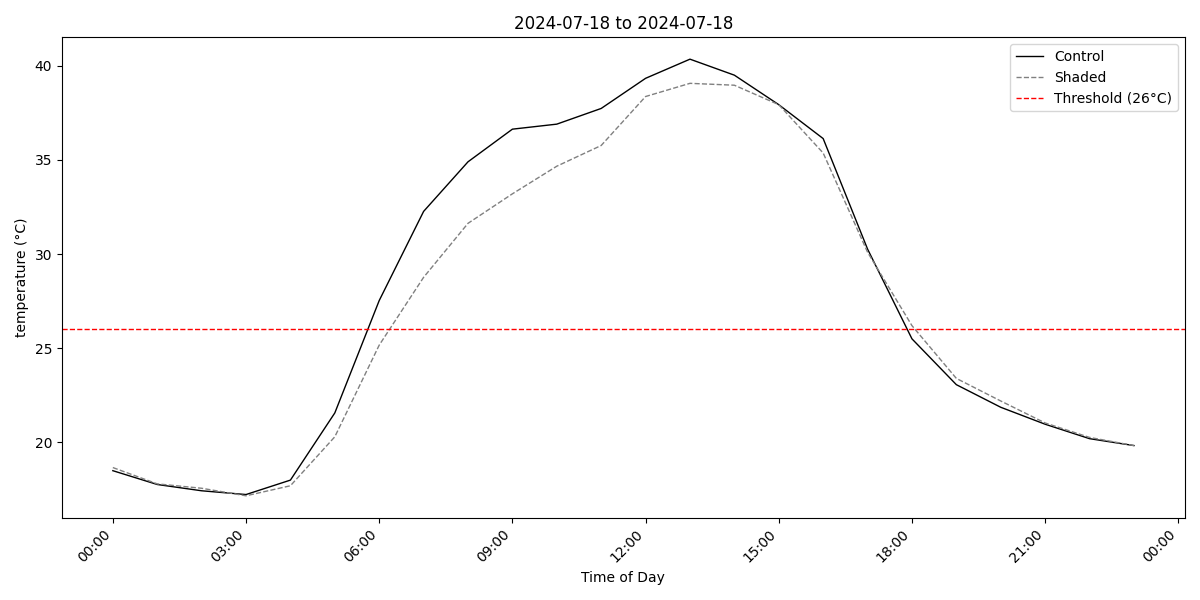 2024-07-18 to 2024-07-18
Control
Shaded
Threshold (26°C)
temperature (°C)
40
35
30
25
20
00:00
03:00
06:00
09:00
12:00
15:00
18:00
21:00
00:00
Time of Day